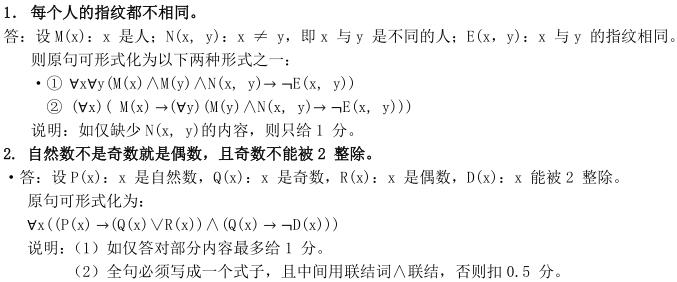 1. 每个人的指纹都不相同。
答：设 M(x): x 是人；N(x, y): x ≠ y, 即 x 与 y 是不同的人；E(x, y): x 与 y 的指纹相同。
则原句可形式化为以下两种形式之一：
·① ∀x∀y(M(x)∧M(y)∧N(x, y)→¬E(x, y))
② (∀x)( M(x)→(∀y)(M(y)∧N(x, y)→¬E(x, y)))
说明：如仅缺少 N(x, y)的内容，则只给 1 分。
2. 自然数不是奇数就是偶数，且奇数不能被 2 整除。
·答：设 P(x): x 是自然数，Q(x): x 是奇数，R(x): x 是偶数，D(x): x 能被 2 整除。
原句可形式化为：
∀x((P(x)→(Q(x)∨R(x))∧(Q(x)→¬D(x)))
说明：（1）如仅答对部分内容最多给 1 分。
（2）全句必须写成一个式子，且中间用联结词∧联结，否则扣 0.5 分。